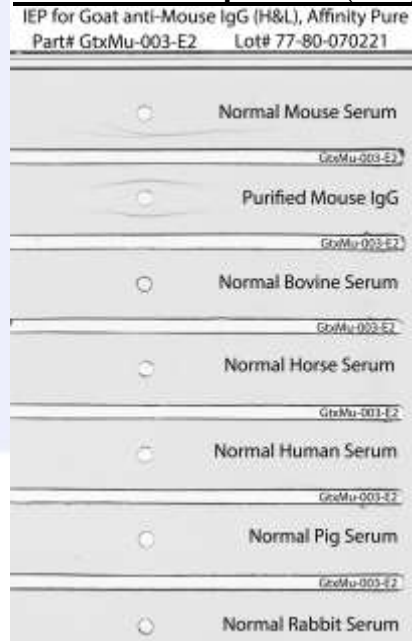 IEP for Goat anti-Mouse IgG (H&L), Affinity Pure
Part# GtxMu-003-E2 Lot# 77-80-070221
Normal Mouse Serum
GtxMu-003-E2
Purified Mouse IgG
GtxMu-003-E2
Normal Bovine Serum
GtxMu-003-E2
Normal Horse Serum
GtxMu-003-E2
Normal Human Serum
GtxMu-003-E2
Normal Pig Serum
GtxMu-003-E2
Normal Rabbit Serum